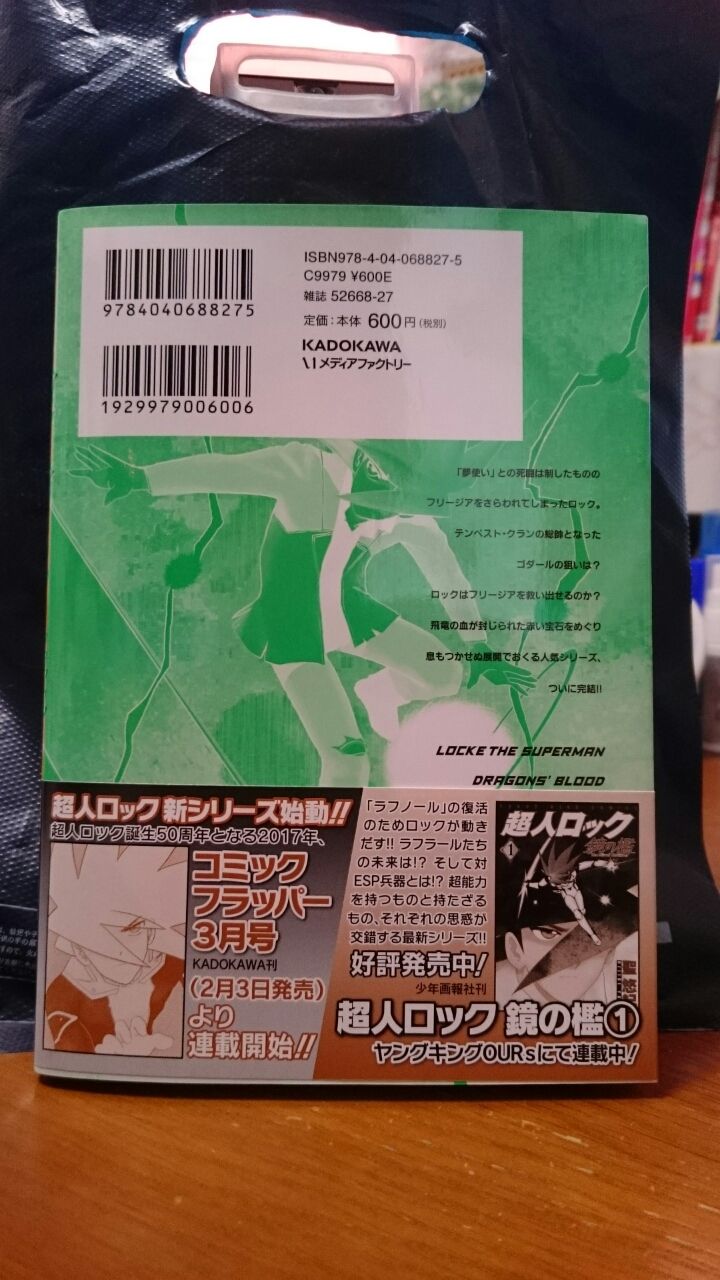 ISBN978-4-04-068827-5
C9979 ¥600E
雑誌 52668-27
定価:本体 600円(税別)
KADOKAWA
メディアファクトリー
9784040688275
1929979006006
「夢使い」との死闘は制したものの
フリージアをさらわれてしまったロック。
テンペスト・クランの総帥となった
ゴダールの狙いは?
ロックはフリージアを救い出せるのか?
飛竜の血が封じられた赤い宝石をめぐり
息もつかせぬ展開でおくる人気シリーズ、
ついに完結!!
LOCKE THE SUPERMAN
DRAGONS' BLOOD
超人ロック 新シリーズ始動!!
超人ロック誕生50周年となる2017年、
コミック
フラッパー
3月号
KADOKAWA刊
(2月3日発売)
より
連載開始!!
「ラフノール」の復活
のためロックが動き
だす!! ラフラールたち
の未来は!? そして対
ESP兵器とは!? 超能力
を持つものと持たざる
もの、それぞれの思惑が
交錯する最新シリーズ!!
好評発売中!
少年画報社刊
超人ロック
鏡の檻
1
超人ロック 鏡の檻①
ヤングキングOURsにて連載中!